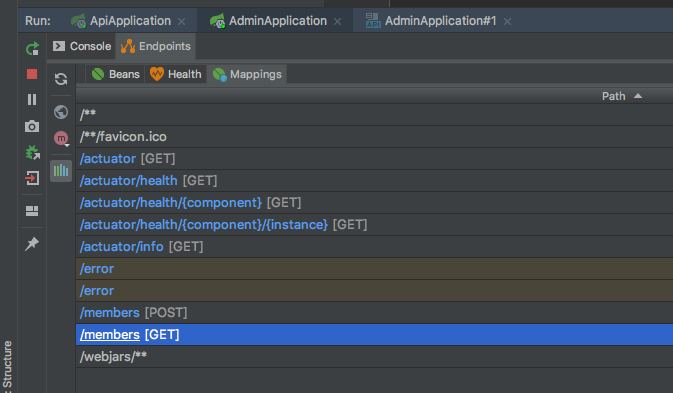 Run: ApiApplication × AdminApplication × AdminApplication#1 ×
Console Endpoints
Beans Health Mappings
Path
/**
/**/favicon.ico
/actuator [GET]
/actuator/health [GET]
/actuator/health/{component} [GET]
/actuator/health/{component}/{instance} [GET]
/actuator/info [GET]
/error
/error
/members [POST]
/members [GET]
/webjars/**
Structure